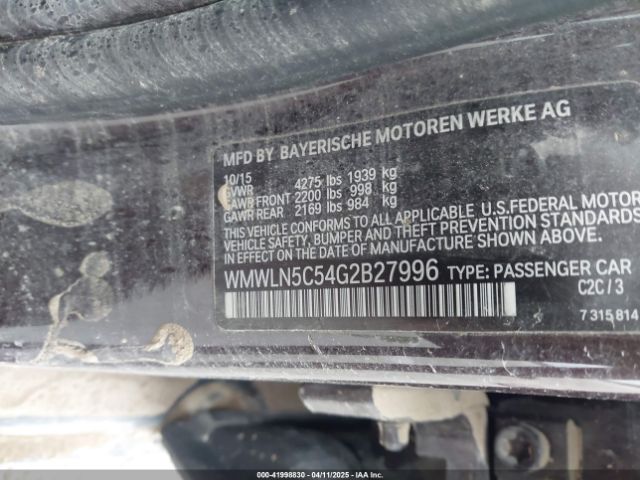 MFD BY BAYERISCHE MOTOREN WERKE AG
10/15
GVWR 4275 lbs 1939 kg
GAWR FRONT 2200 lbs 998 kg
GAWR REAR 2169 lbs 984 kg
THIS VEHICLE CONFORMS TO ALL APPLICABLE U.S.FEDERAL MOTOR
VEHICLE SAFETY, BUMPER AND THEFT PREVENTION STANDARDS
IN EFFECT ON THE DATE OF MANUFACTURE SHOWN ABOVE.
WMWLN5C54G2B27996 TYPE: PASSENGER CAR
C2C / 3
7 315 814
000-41998830 - 04/11/2025 - IAA Inc.